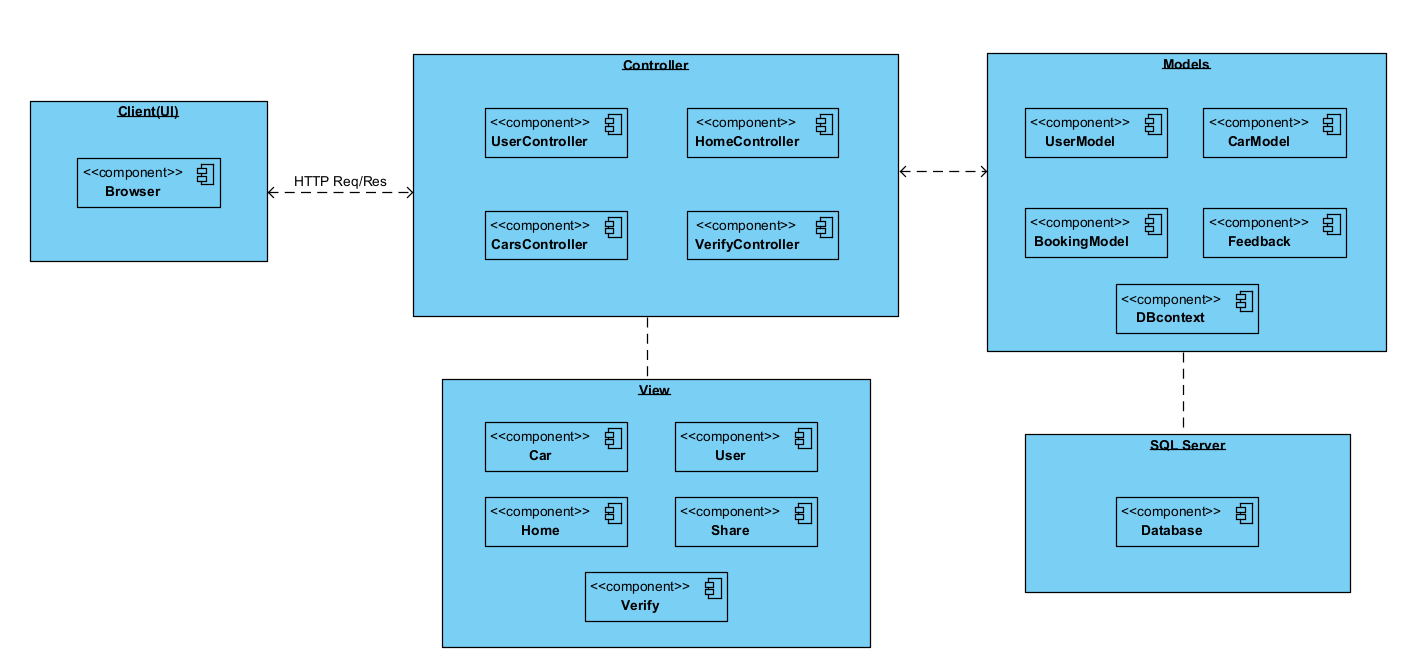 Client(UI)
<<component>>
Browser
HTTP Req/Res
Controller
<<component>>
UserController
<<component>>
HomeController
<<component>>
CarsController
<<component>>
VerifyController
Models
<<component>>
UserModel
<<component>>
CarModel
<<component>>
BookingModel
<<component>>
Feedback
<<component>>
DBcontext
View
<<component>>
Car
<<component>>
User
<<component>>
Home
<<component>>
Share
<<component>>
Verify
SQL Server
<<component>>
Database